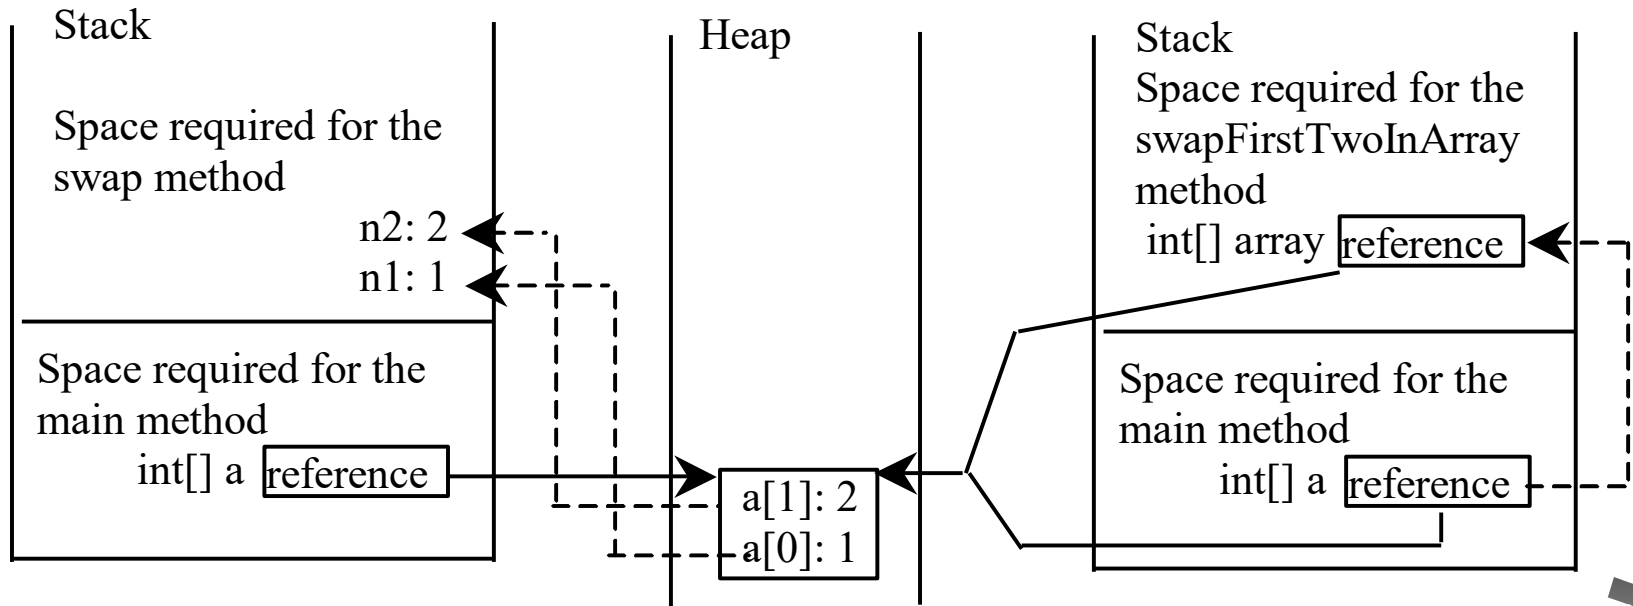 Stack
Space required for the
swap method
n2: 2
n1: 1
Space required for the
main method
int[] a reference
Heap
a[1]: 2
a[0]: 1
Stack
Space required for the
swapFirstTwoInArray
method
int[] array reference
Space required for the
main method
int[] a reference